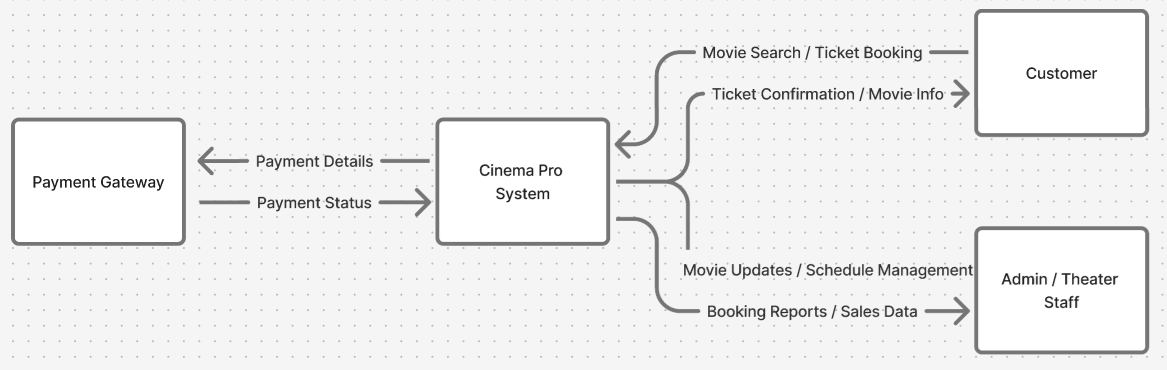 Movie Search / Ticket Booking
Customer
Ticket Confirmation / Movie Info
Payment Gateway
Payment Details
Payment Status
Cinema Pro
System
Movie Updates / Schedule Management
Admin / Theater
Staff
Booking Reports / Sales Data